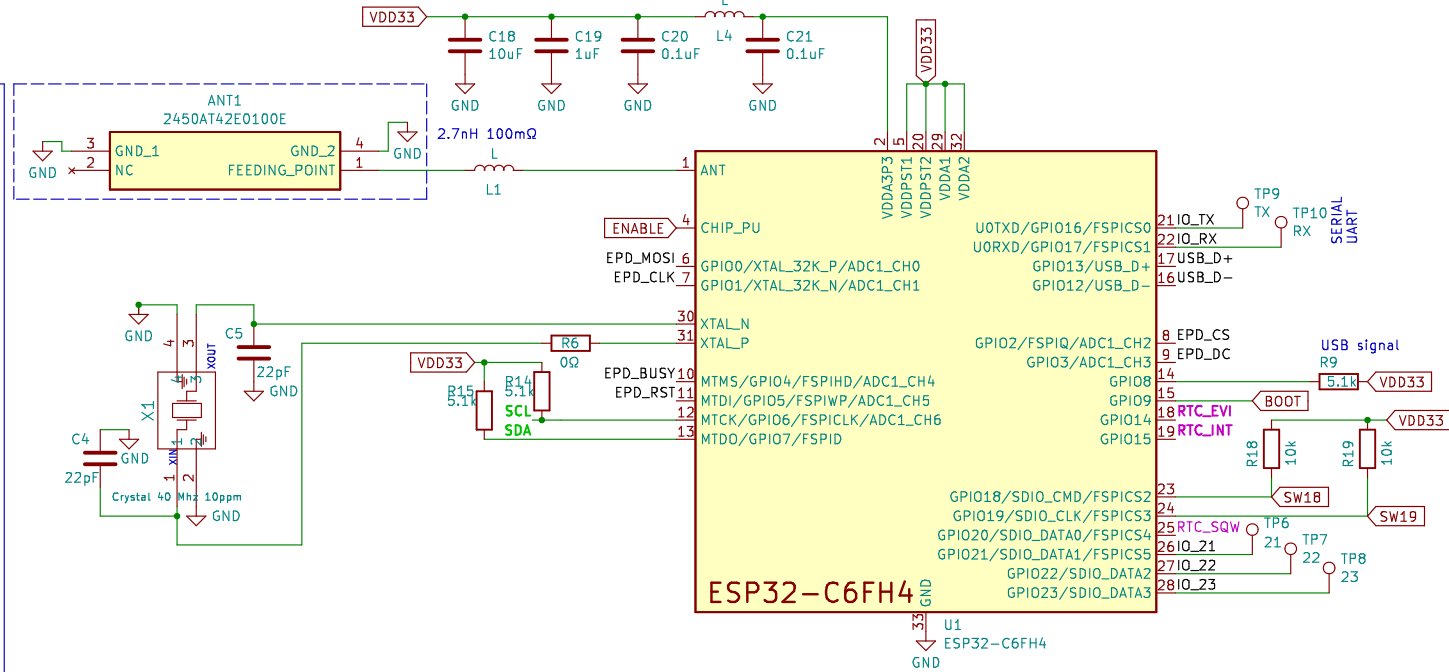 L
VDD33
L4
C18
10uF
C19
1uF
C20
0.1uF
C21
0.1uF
GND
GND
GND
GND
VDD33
ANT1
2450AT42E0100E
3
GND_1
GND_2
4
2
NC
FEEDING_POINT
1
GND
GND
2.7nH 100mΩ
L
L1
2
5
20
29
32
VDDA3P3
VDDPST1
VDDPST2
VDDA1
VDDA2
1
ANT
ENABLE
4
CHIP_PU
EPD_MOSI
6
GPIO0/XTAL_32K_P/ADC1_CH0
EPD_CLK
7
GPIO1/XTAL_32K_N/ADC1_CH1
30
XTAL_N
31
XTAL_P
R6
0Ω
EPD_BUSY
10
MTMS/GPIO4/FSPIHD/ADC1_CH4
EPD_RST
11
MTDI/GPIO5/FSPIWP/ADC1_CH5
12
MTCK/GPIO6/FSPICLK/ADC1_CH6
13
MTDO/GPIO7/FSPID
VDD33
R15
5.1k
R14
5.1k
SCL
SDA
GND
4
3
XOUT
C5
22pF
GND
X1
4
3
1
2
XIN
C4
22pF
GND
1
2
Crystal 40 Mhz 10ppm
GND
U0TXD/GPIO16/FSPICS0
21
IO_TX
TP9
TX
U0RXD/GPIO17/FSPICS1
22
IO_RX
TP10
RX
SERIAL
UART
GPIO13/USB_D+
17
USB_D+
GPIO12/USB_D-
16
USB_D-
GPIO2/FSPIQ/ADC1_CH2
8
EPD_CS
GPIO3/ADC1_CH3
9
EPD_DC
USB signal
R9
5.1k
VDD33
GPIO8
14
GPIO9
15
BOOT
GPIO14
18
RTC_EVI
GPIO15
19
RTC_INT
VDD33
R18
10k
R19
10k
GPIO18/SDIO_CMD/FSPICS2
23
SW18
GPIO19/SDIO_CLK/FSPICS3
24
SW19
GPIO20/SDIO_DATA0/FSPICS4
25
RTC_SQW
GPIO21/SDIO_DATA1/FSPICS5
26
IO_21
TP6
21
GPIO22/SDIO_DATA2
27
IO_22
TP7
22
GPIO23/SDIO_DATA3
28
IO_23
TP8
23
ESP32-C6FH4
GND
33
U1
ESP32-C6FH4
GND